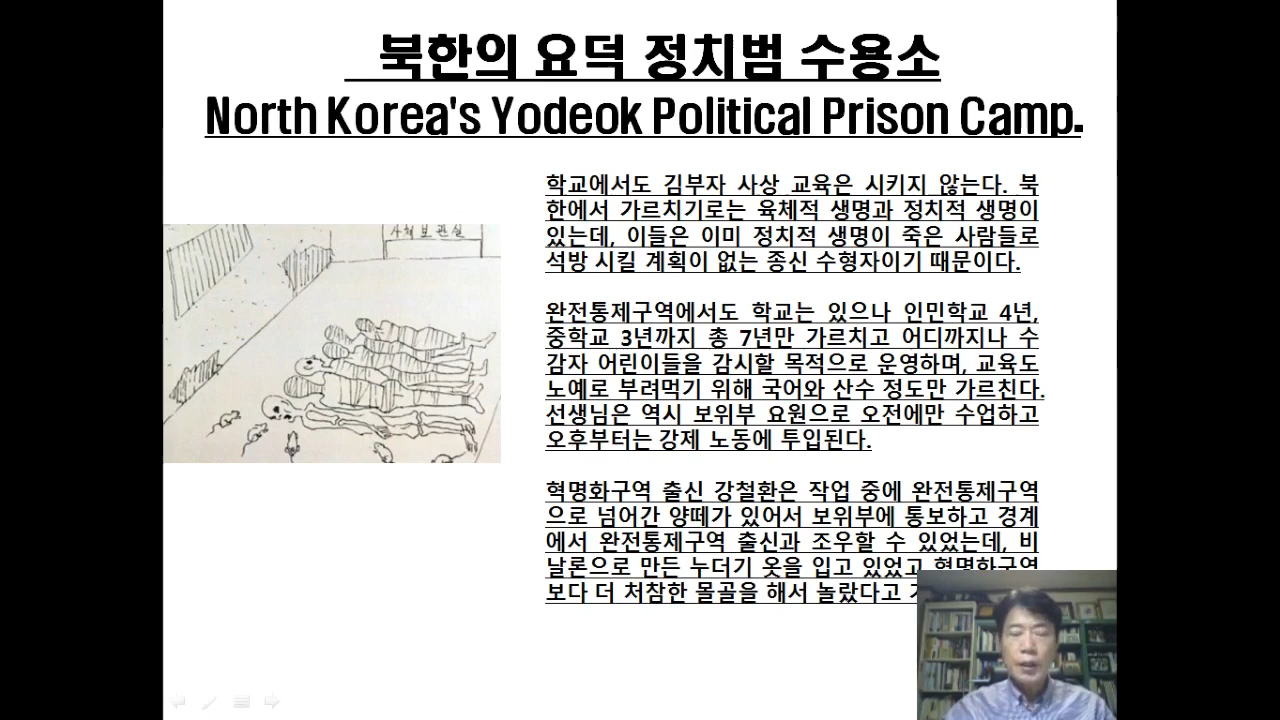 북한의 요덕 정치범 수용소
North Korea's Yodeok Political Prison Camp.
사체보관실
학교에서도 김부자 사상 교육은 시키지 않는다. 북
한에서 가르치기로는 육체적 생명과 정치적 생명이
있는데, 이들은 이미 정치적 생명이 죽은 사람들로
석방 시킬 계획이 없는 종신 수형자이기 때문이다.
완전통제구역에서도 학교는 있으나 인민학교 4년,
중학교 3년까지 총 7년만 가르치고 어디까지나 수
감자 어린이들을 감시할 목적으로 운영하며, 교육도
노예로 부려먹기 위해 국어와 산수 정도만 가르친다.
선생님은 역시 보위부 요원으로 오전에만 수업하고
오후부터는 강제 노동에 투입된다.
혁명화구역 출신 강철환은 작업 중에 완전통제구역
으로 넘어간 양떼가 있어서 보위부에 통보하고 경계
에서 완전통제구역 출신과 조우할 수 있었는데, 비
날론으로 만든 누더기 옷을 입고 있었고 혁명화구역
보다 더 처참한 몰골을 해서 놀랐다고